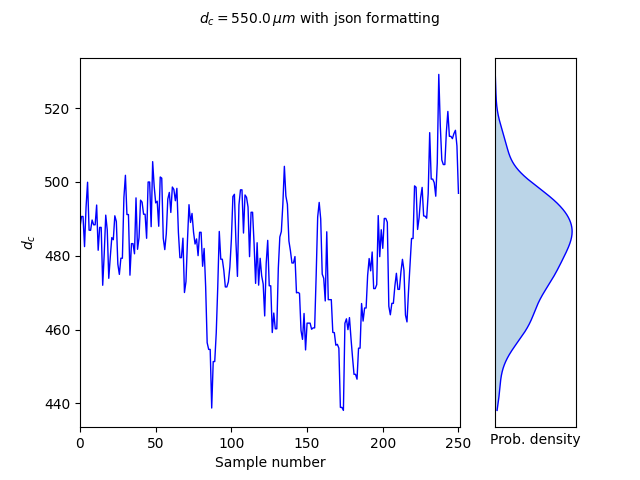 d_c = 550.0 μm with json formatting
520
500
480
460
440
d_c
0 50 100 150 200 250
Sample number
Prob. density